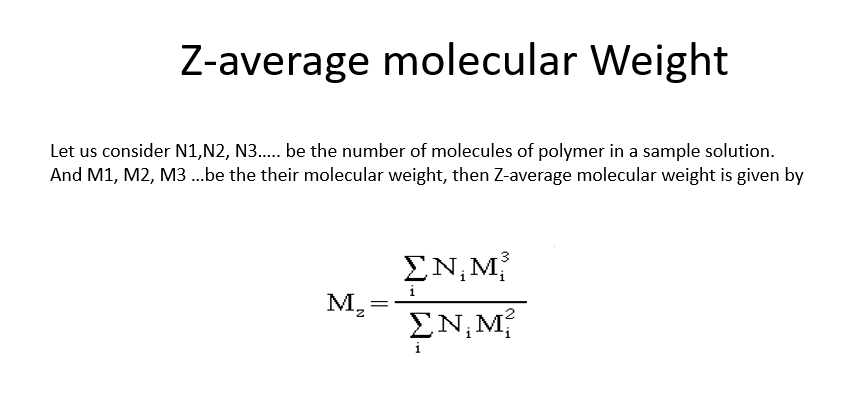 Z-average molecular Weight
Let us consider N1,N2, N3..... be the number of molecules of polymer in a sample solution.
And M1, M2, M3 ...be the their molecular weight, then Z-average molecular weight is given by
M_z = \frac{\sum_i N_i M_i^3}{\sum_i N_i M_i^2}